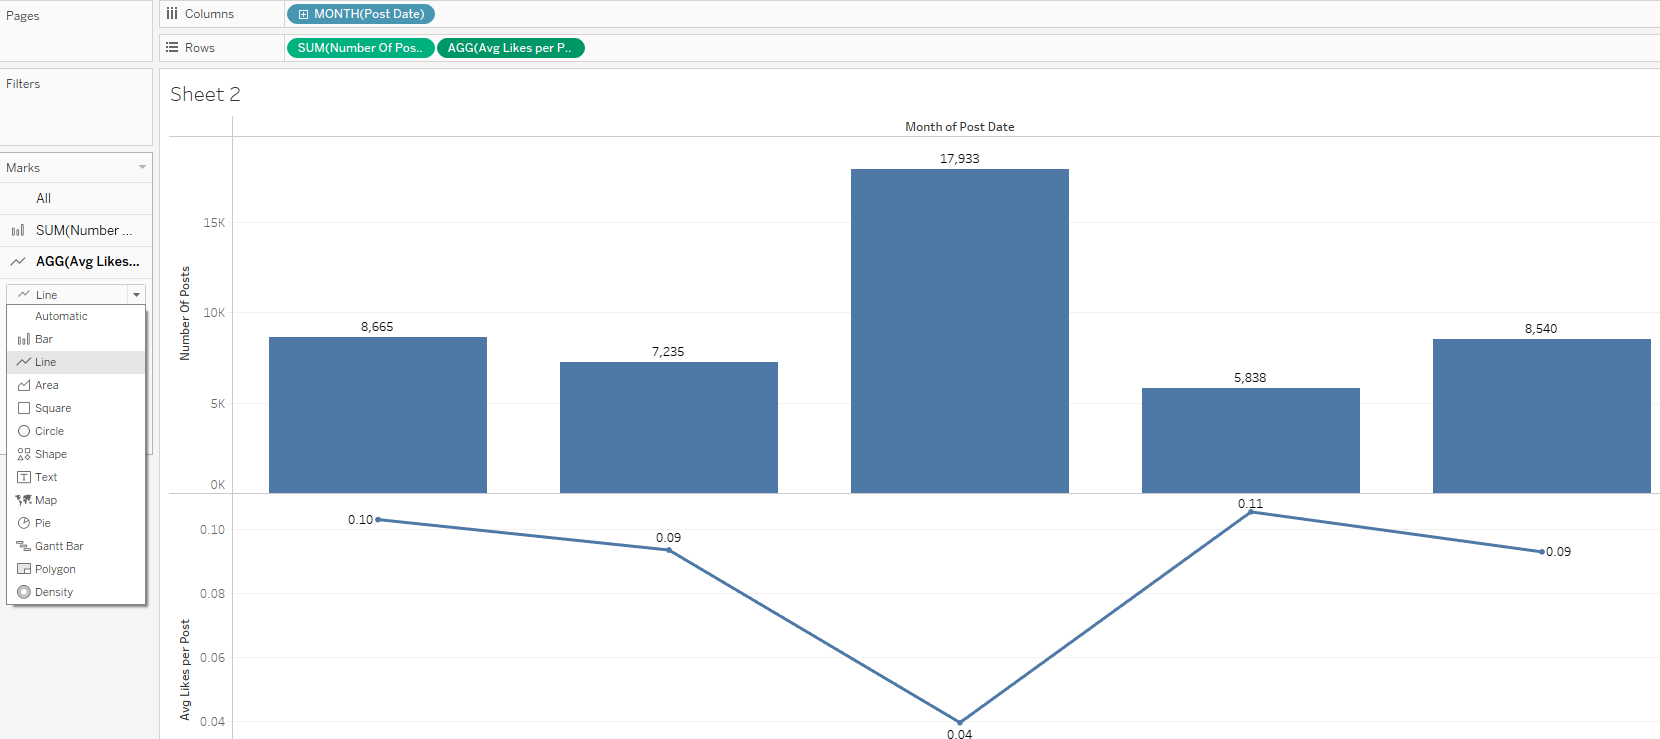 Pages
Columns
MONTH(Post Date)
Rows
SUM(Number Of Pos..
AGG(Avg Likes per P..
Filters
Marks
All
SUM(Number ...
AGG(Avg Likes...
Line
Automatic
Bar
Line
Area
Square
Circle
Shape
Text
Map
Pie
Gantt Bar
Polygon
Density
Sheet 2
Month of Post Date
Number Of Posts
15K
10K
5K
0K
8,665
7,235
17,933
5,838
8,540
Avg Likes per Post
0.10
0.08
0.06
0.04
0.10
0.09
0.04
0.11
0.09